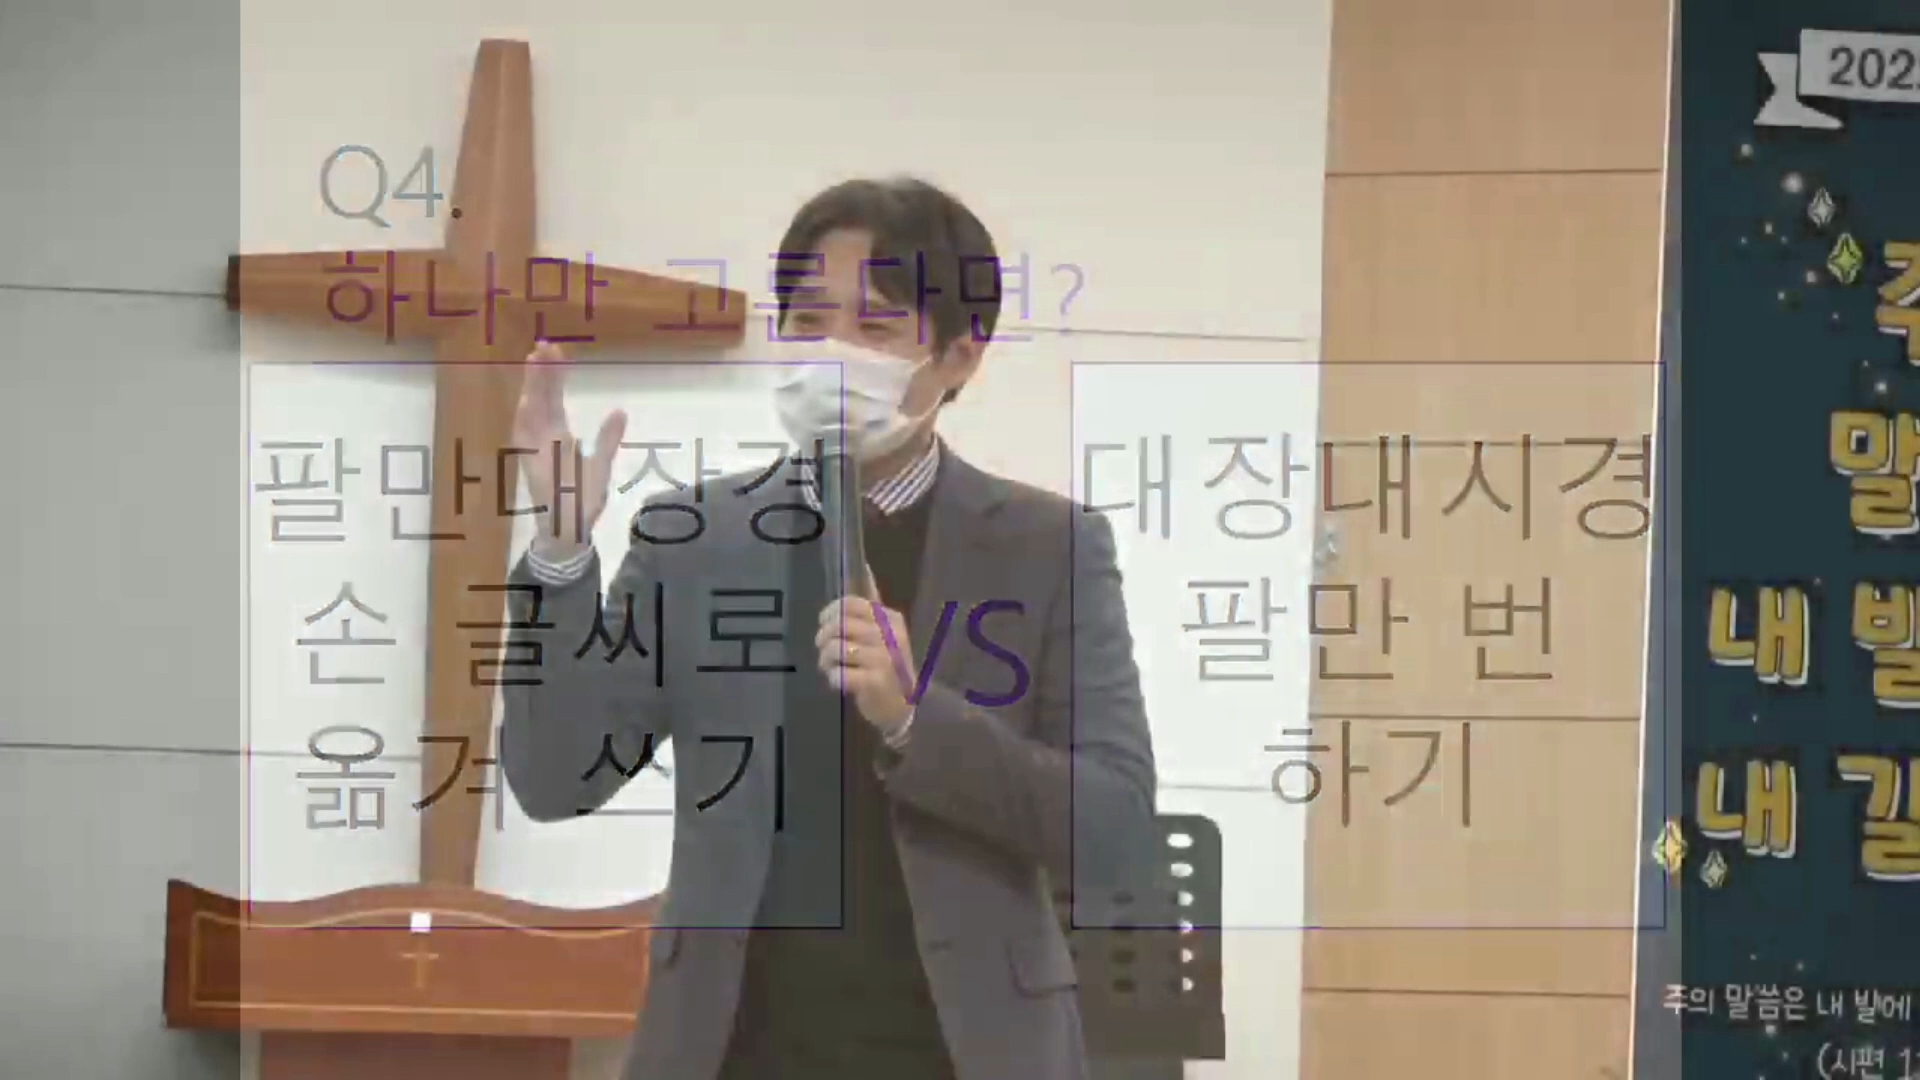 Q4.
하나만 고른다면?
팔만대장경
손 글씨로
옮겨 쓰기
VS
대장내시경
팔만 번
하기
202
주
말
내 발
내 길
주의 말씀은 내 발에
(시편 1